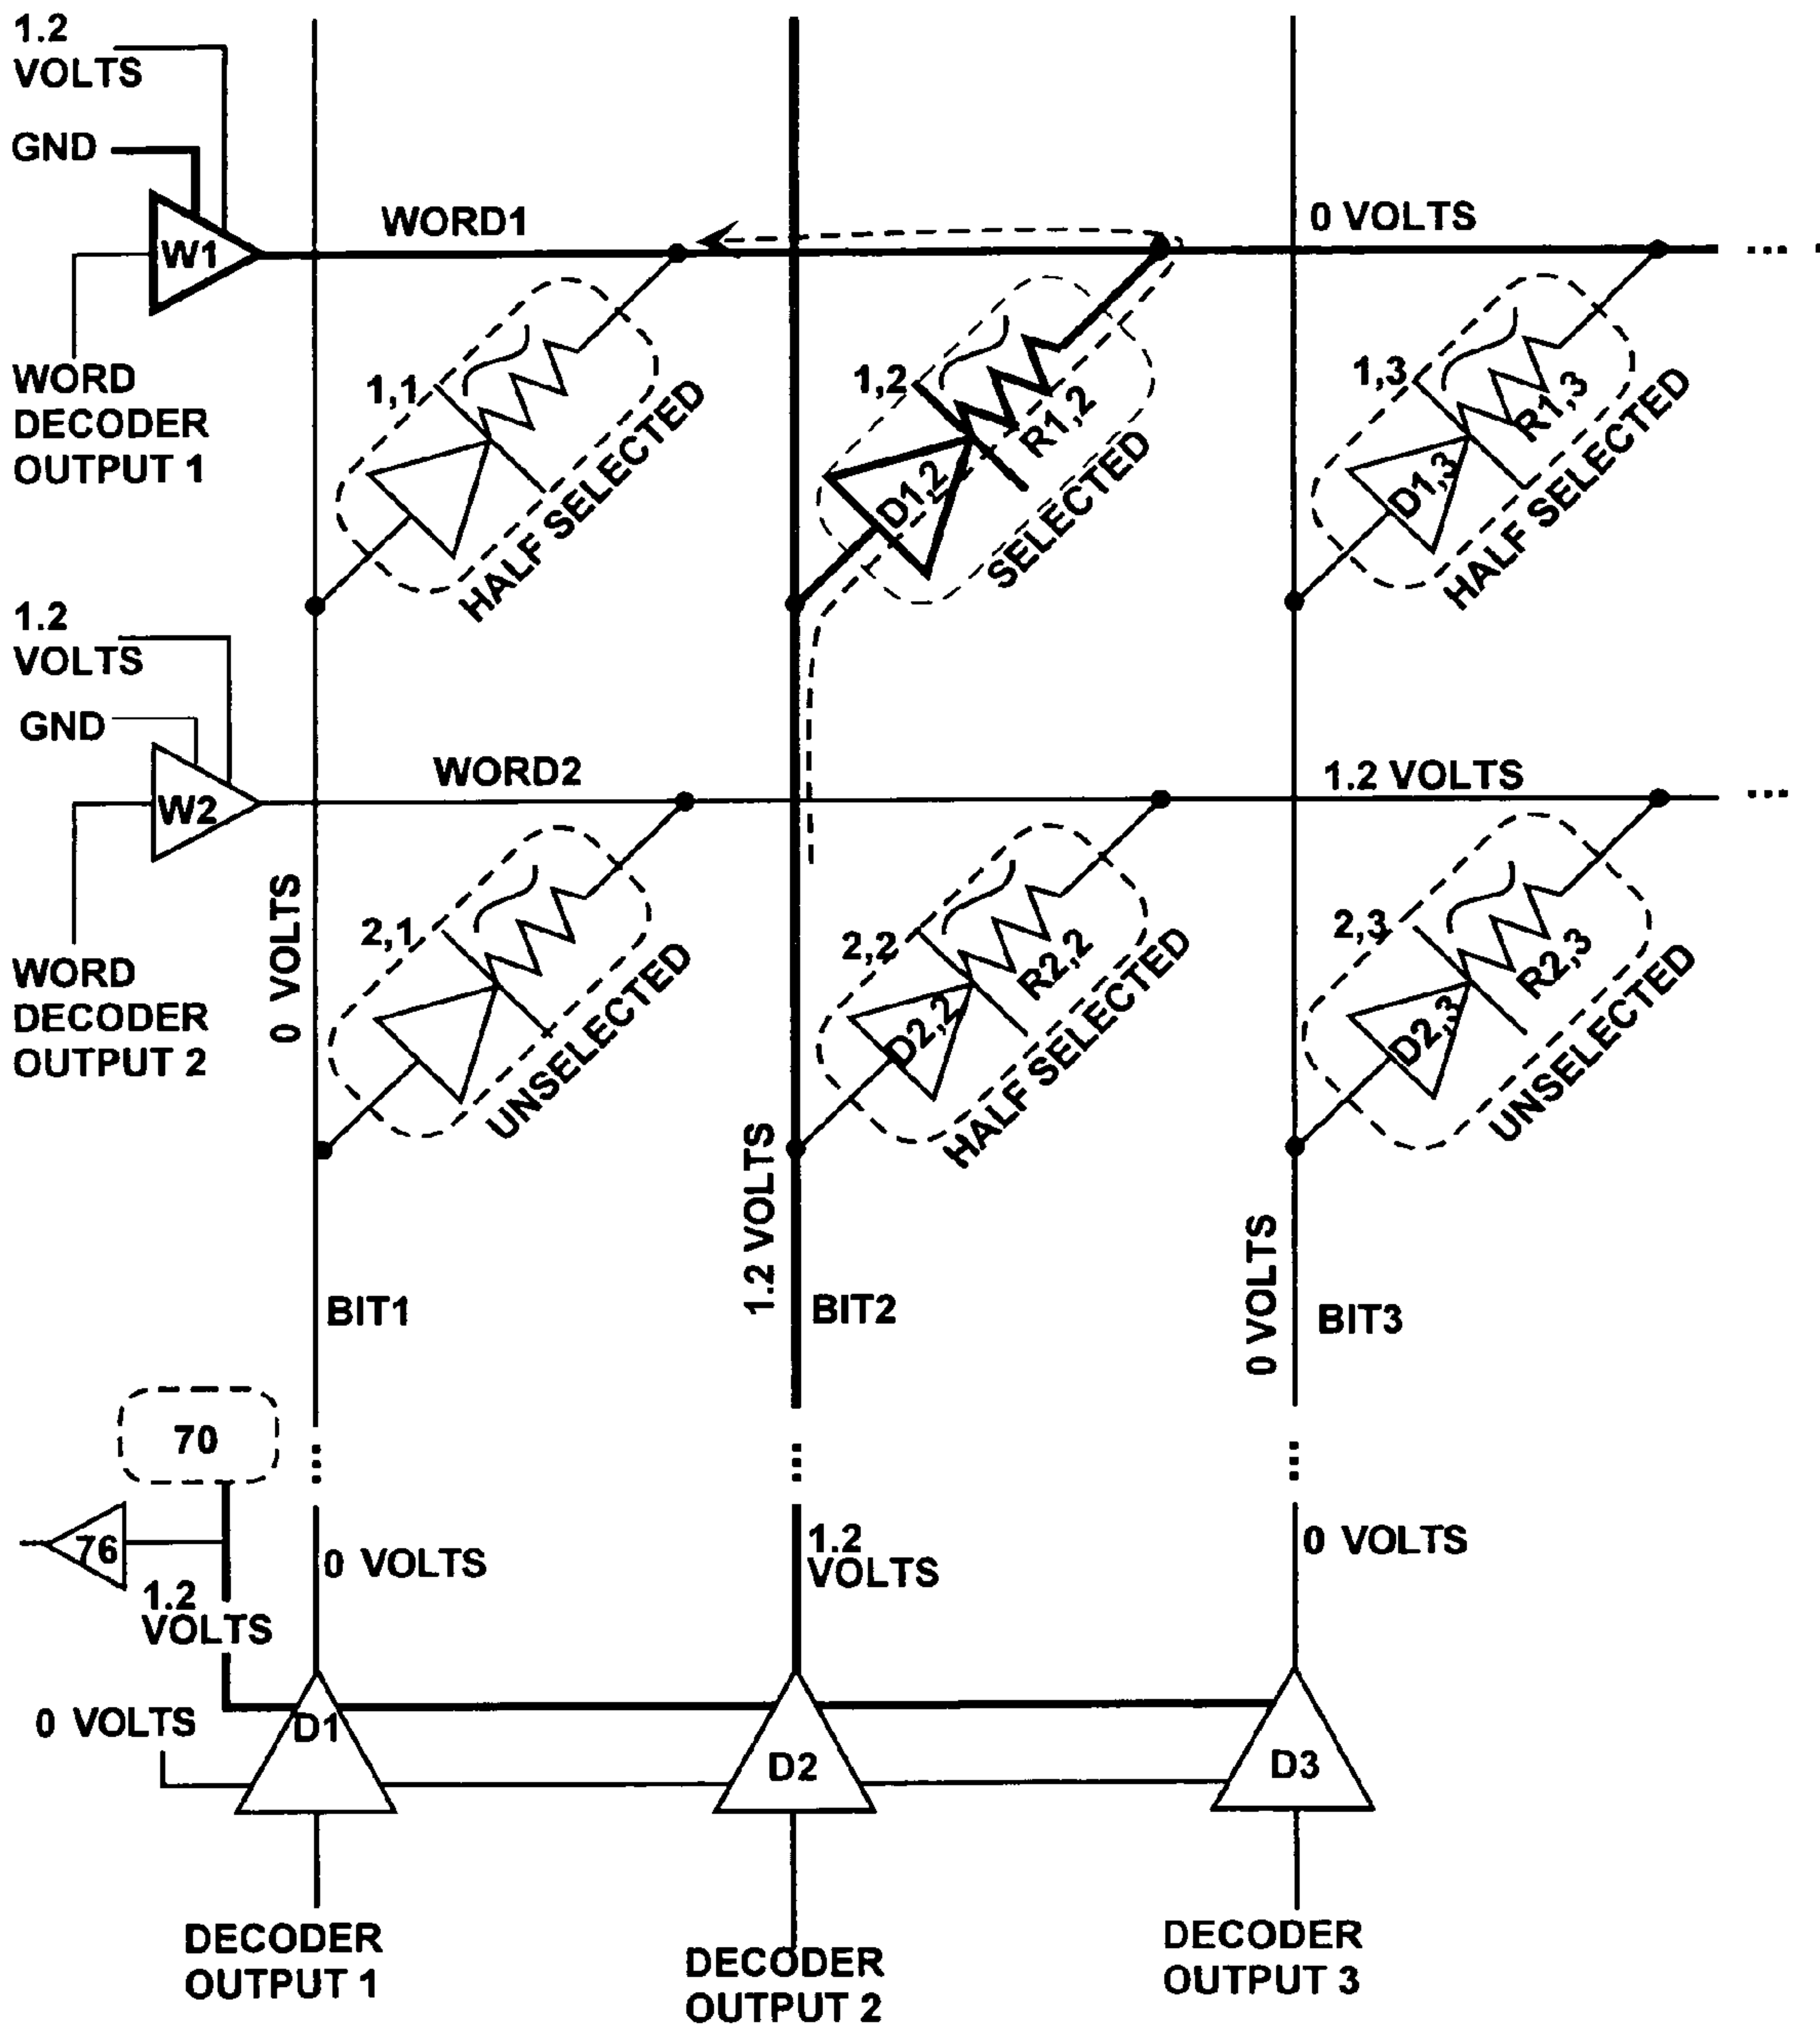 1.2
VOLTS
GND
W1
WORD1
0 VOLTS
...
WORD
DECODER
OUTPUT 1
1,1
HALF SELECTED
1,2
R1,2
D1,2
SELECTED
1,3
R1,3
D1,3
HALF SELECTED
1.2
VOLTS
GND
W2
WORD2
1.2 VOLTS
...
WORD
DECODER
OUTPUT 2
0 VOLTS
2,1
UNSELECTED
2,2
R2,2
D2,2
HALF SELECTED
2,3
R2,3
D2,3
UNSELECTED
1.2 VOLTS
0 VOLTS
BIT1
BIT2
BIT3
70
...
...
...
76
1.2
VOLTS
0 VOLTS
1.2
VOLTS
0 VOLTS
0 VOLTS
D1
D2
D3
DECODER
OUTPUT 1
DECODER
OUTPUT 2
DECODER
OUTPUT 3